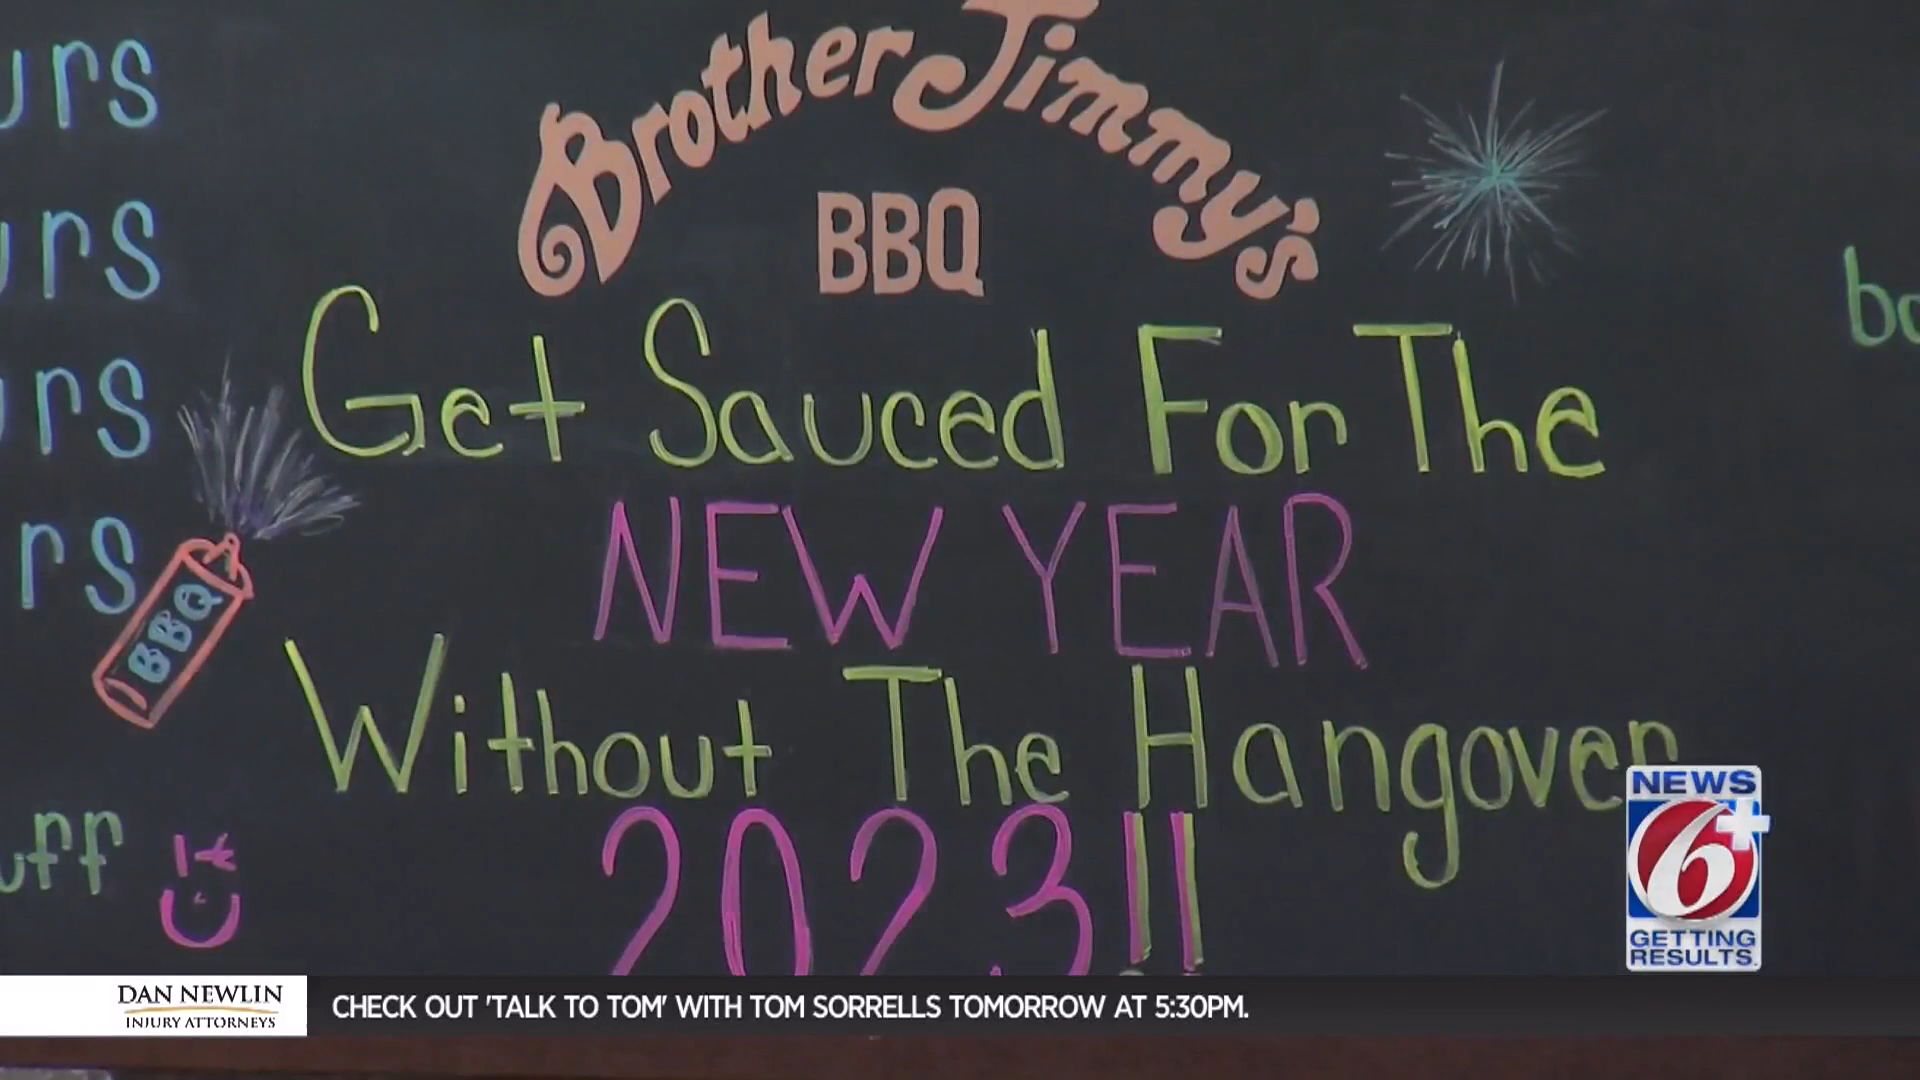 Brother Jimmy's
BBQ
Get Sauced For The
NEW YEAR
Without The Hangover
2023!!
BBQ
NEWS
6+
GETTING
RESULTS.
DAN NEWLIN
INJURY ATTORNEYS
CHECK OUT 'TALK TO TOM' WITH TOM SORRELLS TOMORROW AT 5:30PM.